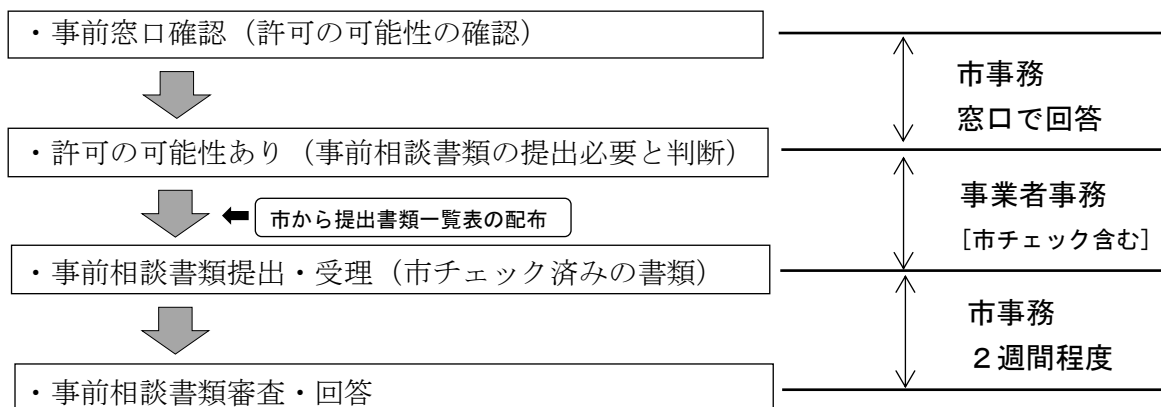 ・事前窓口確認（許可の可能性の確認）
市事務
窓口で回答
・許可の可能性あり（事前相談書類の提出必要と判断）
市から提出書類一覧表の配布
事業者事務
［市チェック含む］
・事前相談書類提出・受理（市チェック済みの書類）
市事務
２週間程度
・事前相談書類審査・回答